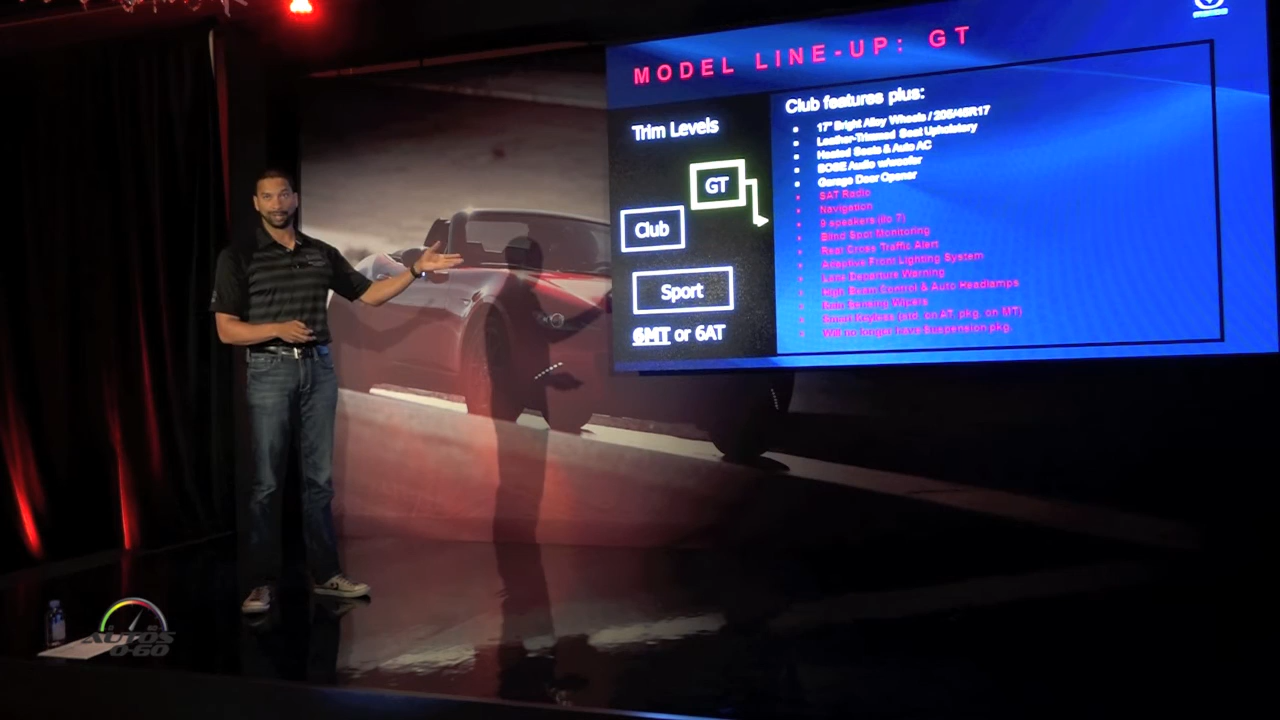 MODEL LINE-UP: GT
Trim Levels
GT
Club
Sport
6MT or 6AT
Club features plus:
17" Bright Alloy Wheels / 205/45R17
Leather-Trimmed Seat Upholstery
Heated Seats & Auto AC
BOSE Audio w/woofer
Garage Door Opener
SAT Radio
Navigation
9 speakers (to 7)
Blind Spot Monitoring
Rear Cross Traffic Alert
Adaptive Front Lighting System
Lane Departure Warning
High Beam Control & Auto Headlamps
Rain Sensing Wipers
Smart Keyless (std. on AT, pkg. on MT)
Will no longer have Suspension pkg.
AUTOS
0-60